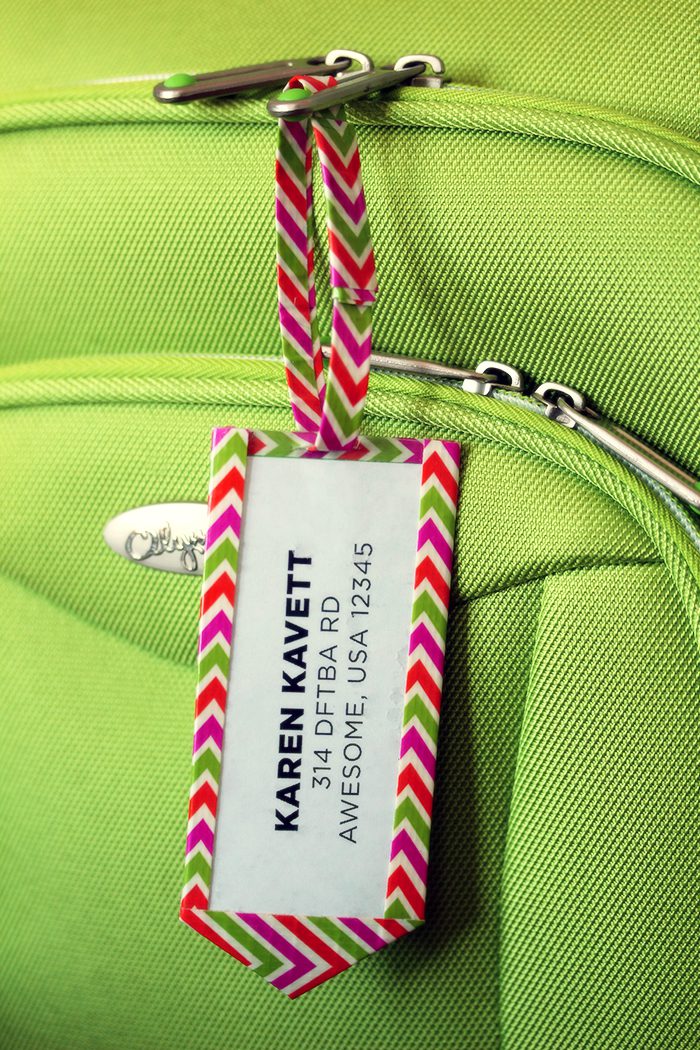 KAREN KAVETT
314 DFTBA RD
AWESOME, USA 12345